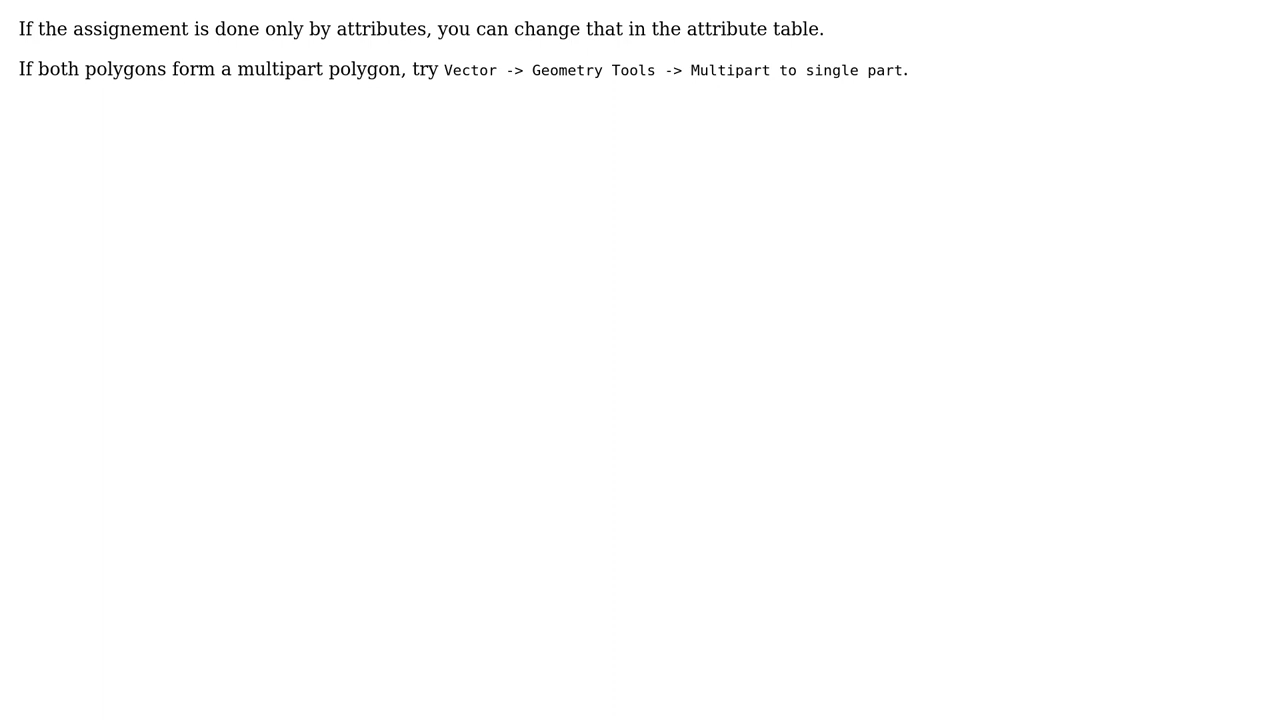 If the assignement is done only by attributes, you can change that in the attribute table.
If both polygons form a multipart polygon, try Vector -> Geometry Tools -> Multipart to single part.